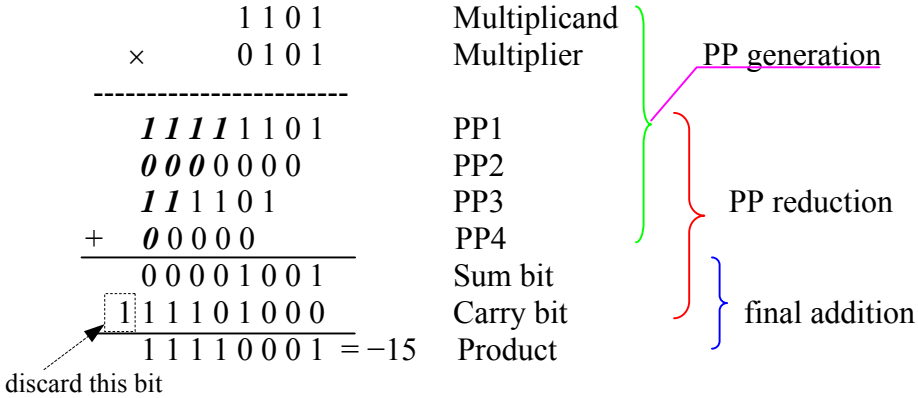 1 1 0 1 Multiplicand
× 0 1 0 1 Multiplier PP generation
-----------------------
1 1 1 1 1 1 0 1 PP1
0 0 0 0 0 0 0 PP2
1 1 1 1 0 1 PP3 PP reduction
+ 0 0 0 0 0 PP4
0 0 0 0 1 0 0 1 Sum bit
1 1 1 1 0 1 0 0 0 Carry bit final addition
1 1 1 1 0 0 0 1 = −15 Product
discard this bit